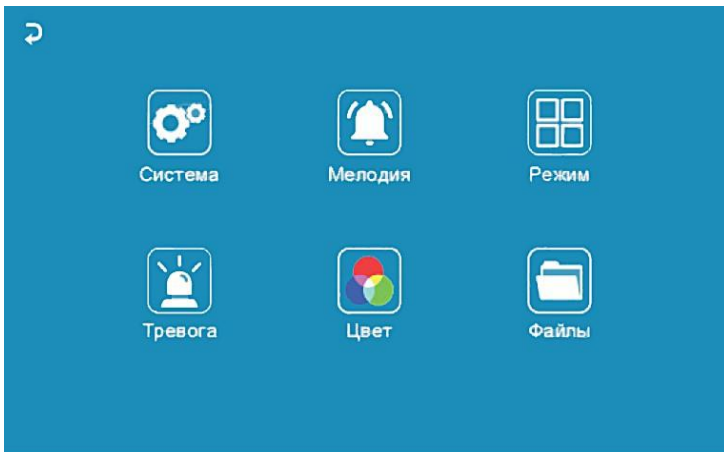 Система
Мелодия
Режим
Тревога
Цвет
Файлы